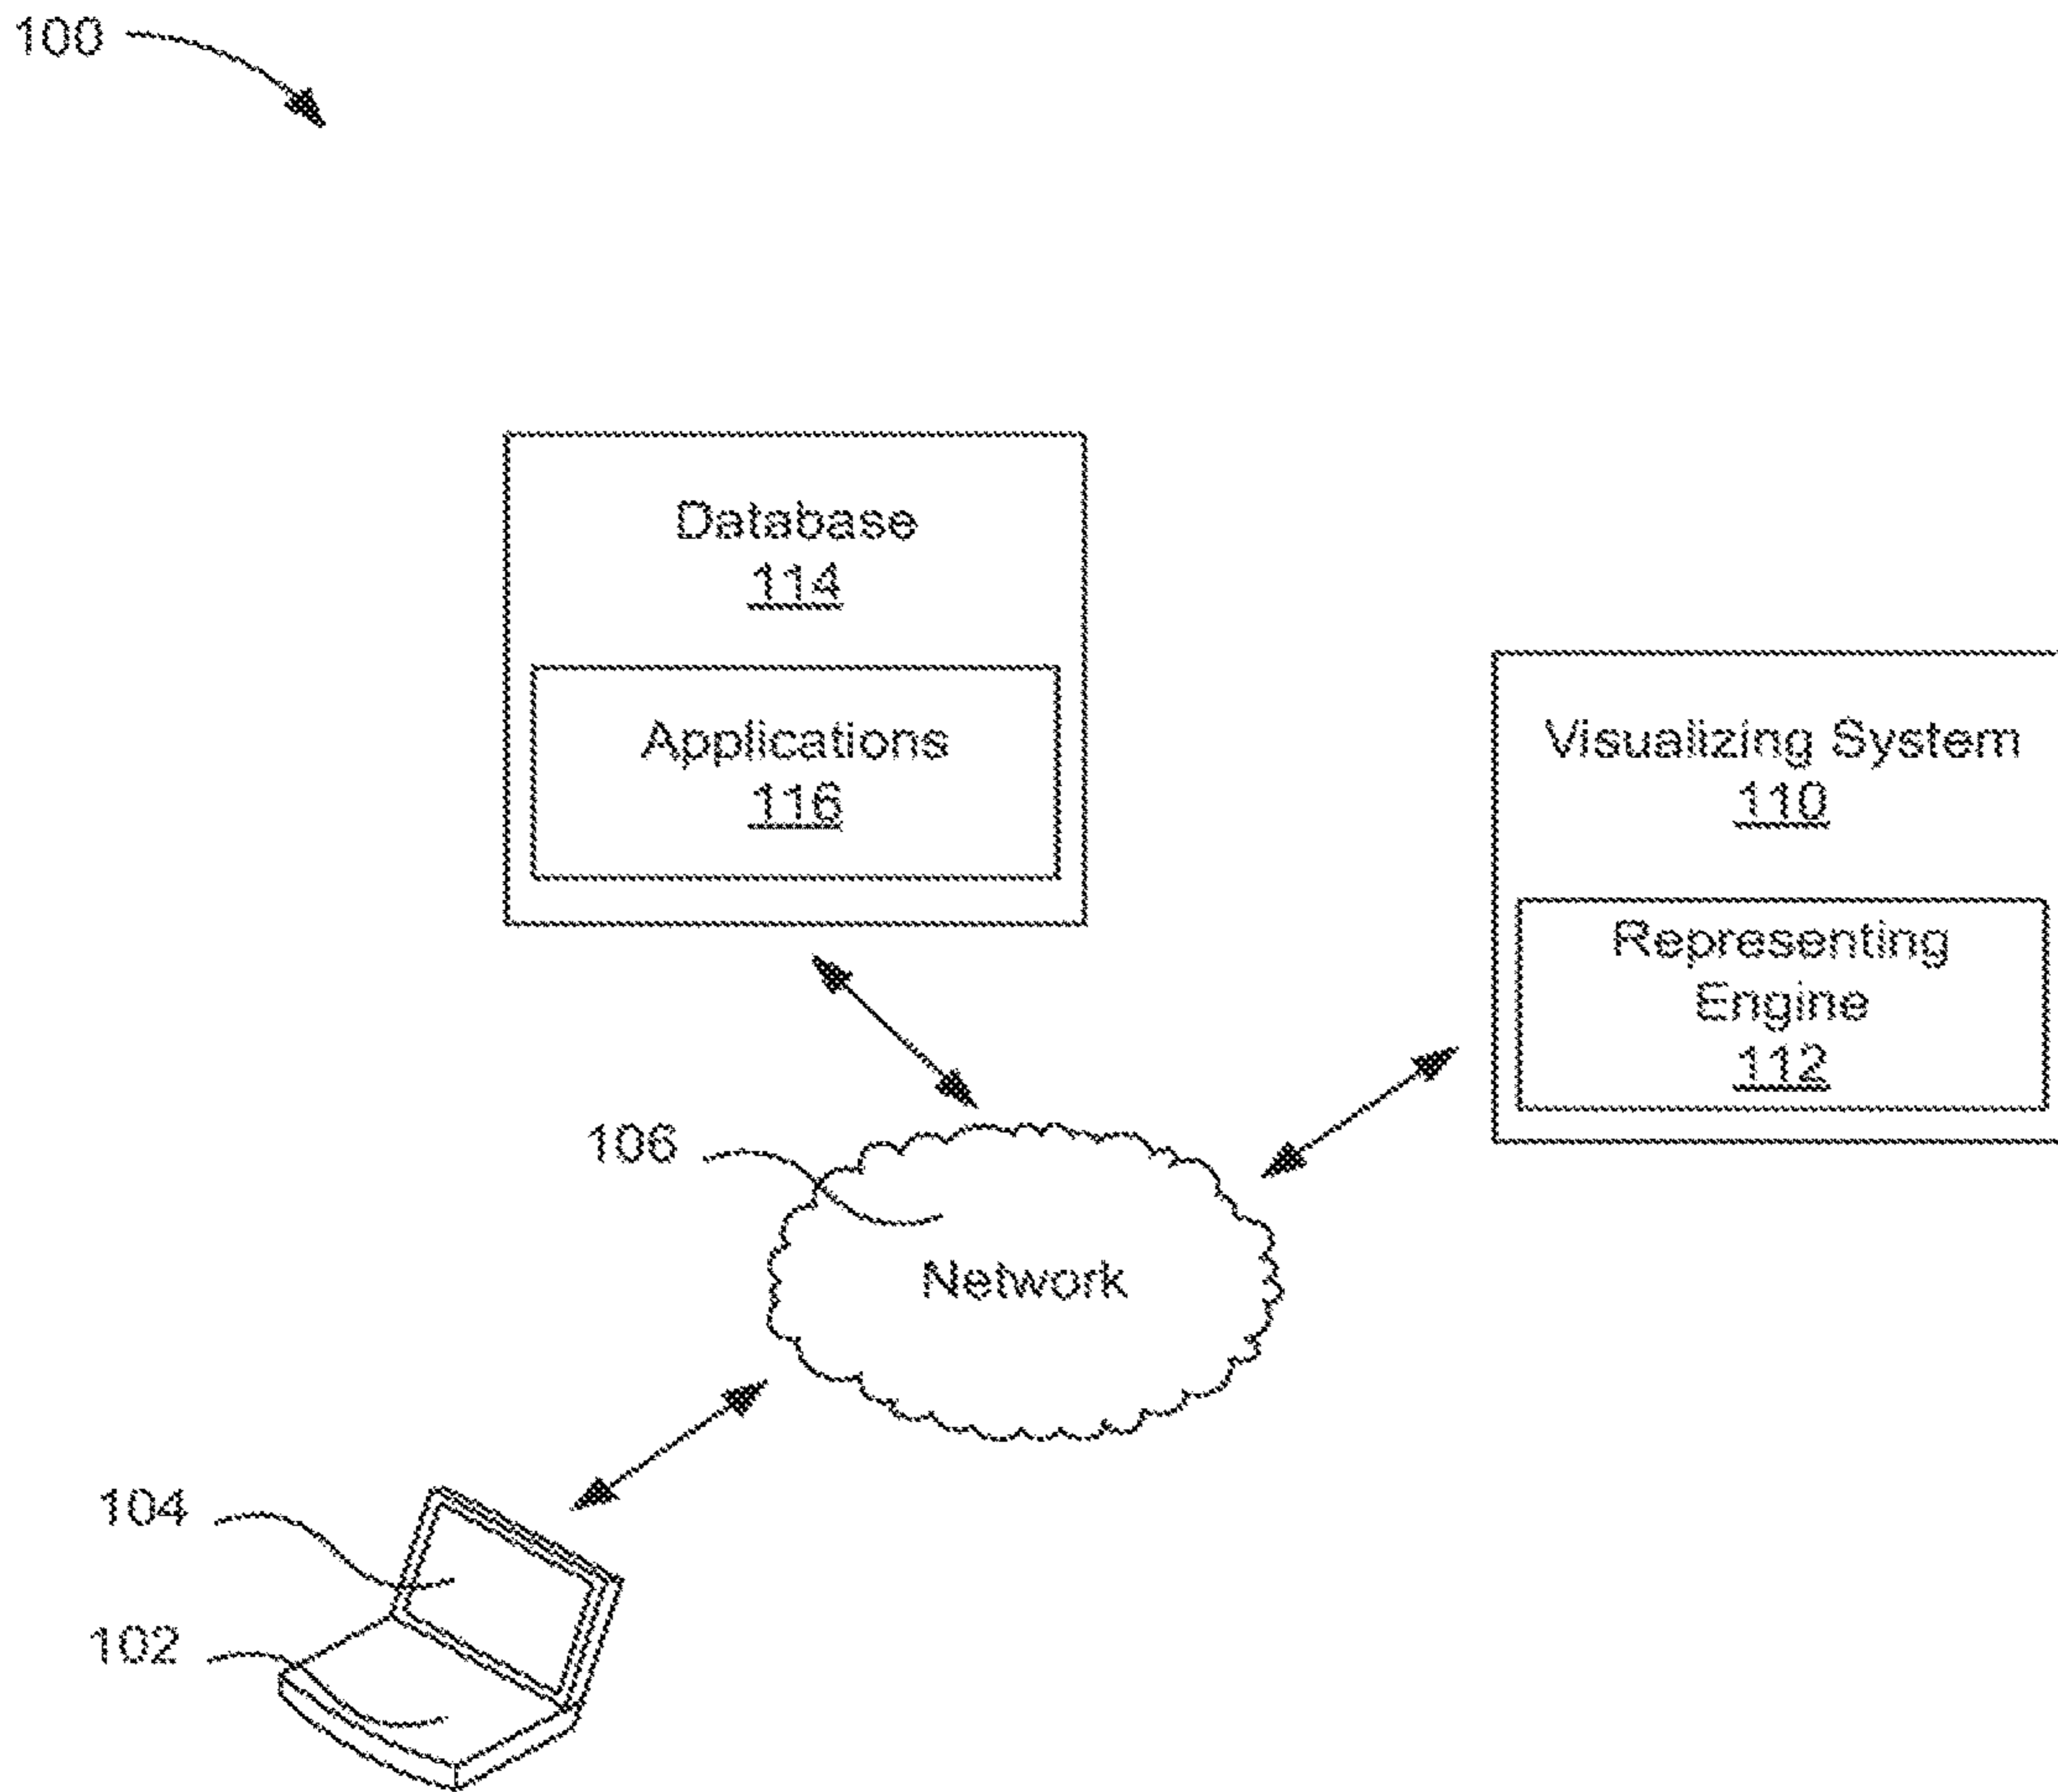 100
Database
114
Applications
116
Visualizing System
110
Representing
Engine
112
106
Network
104
102